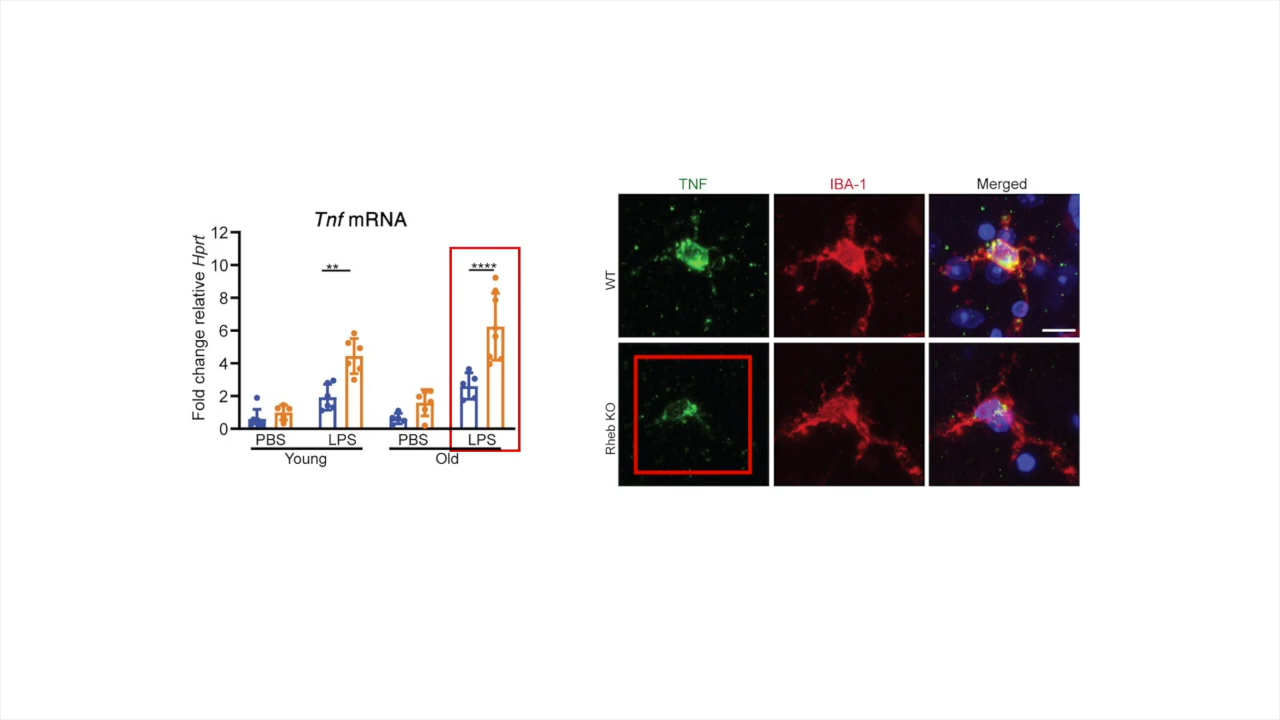 Tnf mRNA
Fold change relative Hprt
12
10
8
6
4
2
0
**
****
PBS LPS PBS LPS
Young Old
TNF IBA-1 Merged
WT
Rheb KO